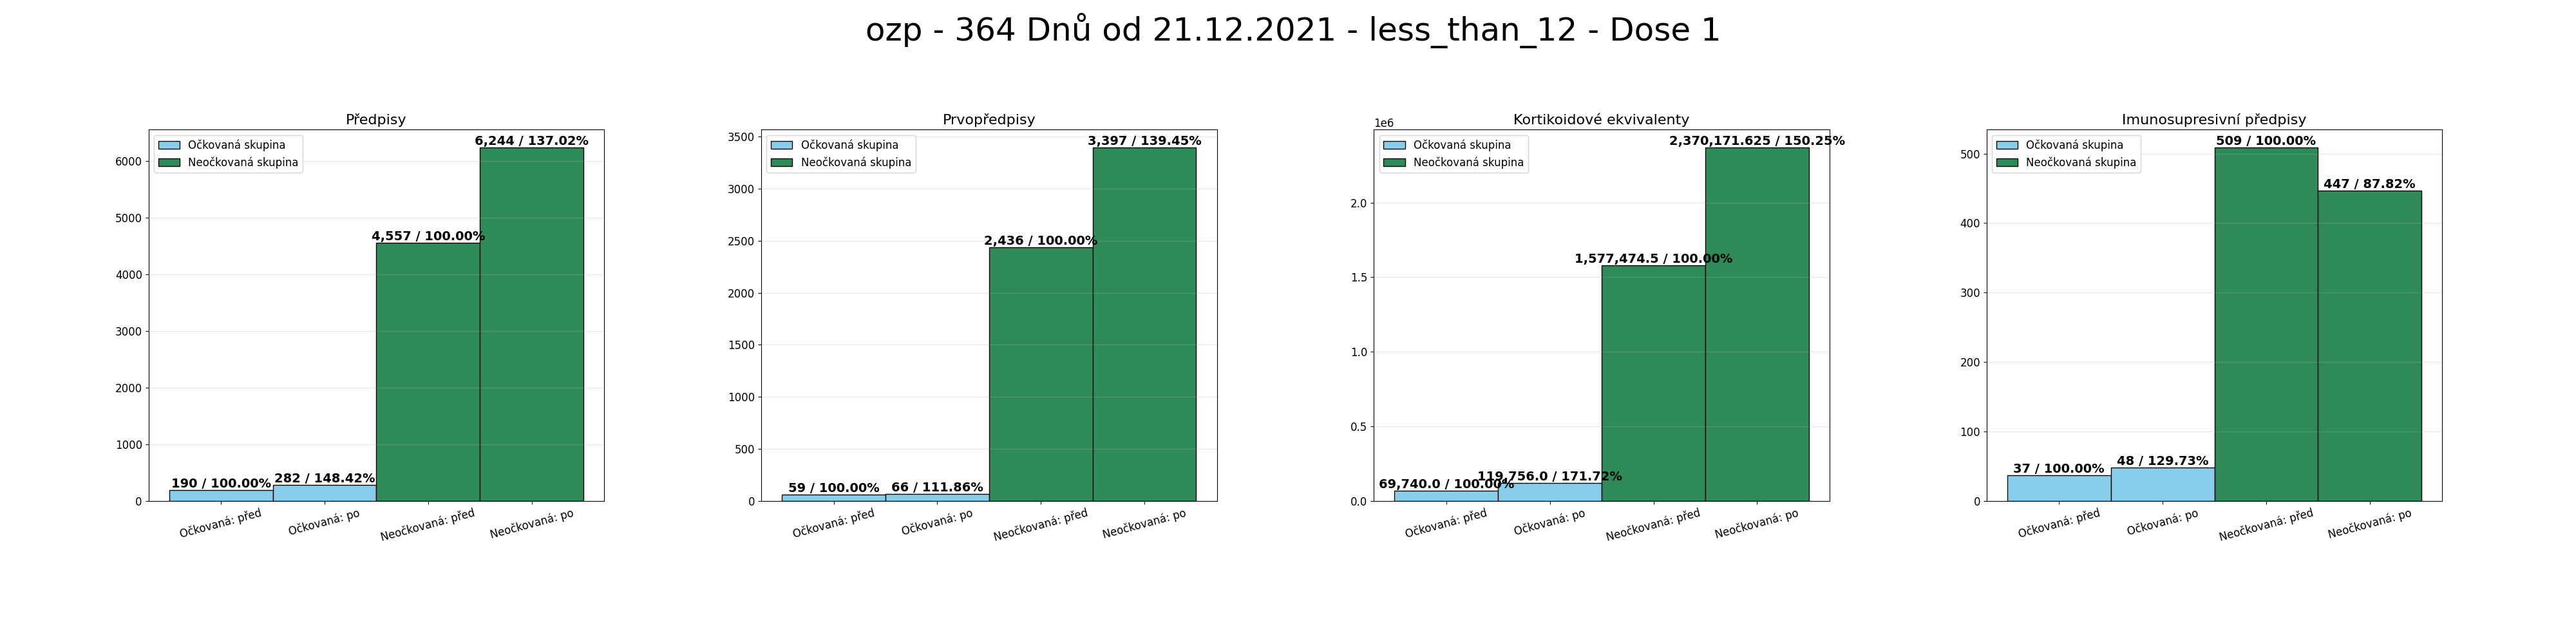 ozp - 364 Dnů od 21.12.2021 - less_than_12 - Dose 1
Předpisy
Očkovaná skupina
Neočkovaná skupina
6,244 / 137.02%
4,557 / 100.00%
190 / 100.00%
282 / 148.42%
6000
5000
4000
3000
2000
1000
0
Očkovaná: před
Očkovaná: po
Neočkovaná: před
Neočkovaná: po
Prvopředpisy
Očkovaná skupina
Neočkovaná skupina
3,397 / 139.45%
2,436 / 100.00%
59 / 100.00%
66 / 111.86%
3500
3000
2500
2000
1500
1000
500
0
Očkovaná: před
Očkovaná: po
Neočkovaná: před
Neočkovaná: po
Kortikoidové ekvivalenty
1e6
Očkovaná skupina
Neočkovaná skupina
2,370,171.625 / 150.25%
1,577,474.5 / 100.00%
119,756.0 / 171.72%
69,740.0 / 100.00%
2.0
1.5
1.0
0.5
0.0
Očkovaná: před
Očkovaná: po
Neočkovaná: před
Neočkovaná: po
Imunosupresivní předpisy
Očkovaná skupina
Neočkovaná skupina
509 / 100.00%
447 / 87.82%
37 / 100.00%
48 / 129.73%
500
400
300
200
100
0
Očkovaná: před
Očkovaná: po
Neočkovaná: před
Neočkovaná: po